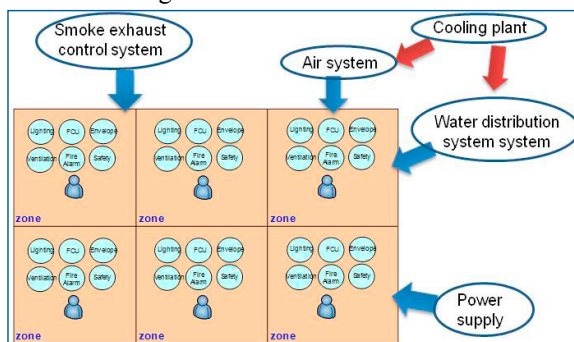 Smoke exhaust
control system
Cooling plant
Air system
Water distribution
system system
Power
supply
Lighting FCU Envelope
Ventilation Fire Alarm Safety
zone
Lighting FCU Envelope
Ventilation Fire Alarm Safety
zone
Lighting FCU Envelope
Ventilation Fire Alarm Safety
zone
Lighting FCU Envelope
Ventilation Fire Alarm Safety
zone
Lighting FCU Envelope
Ventilation Fire Alarm Safety
zone
Lighting FCU Envelope
Ventilation Fire Alarm Safety
zone